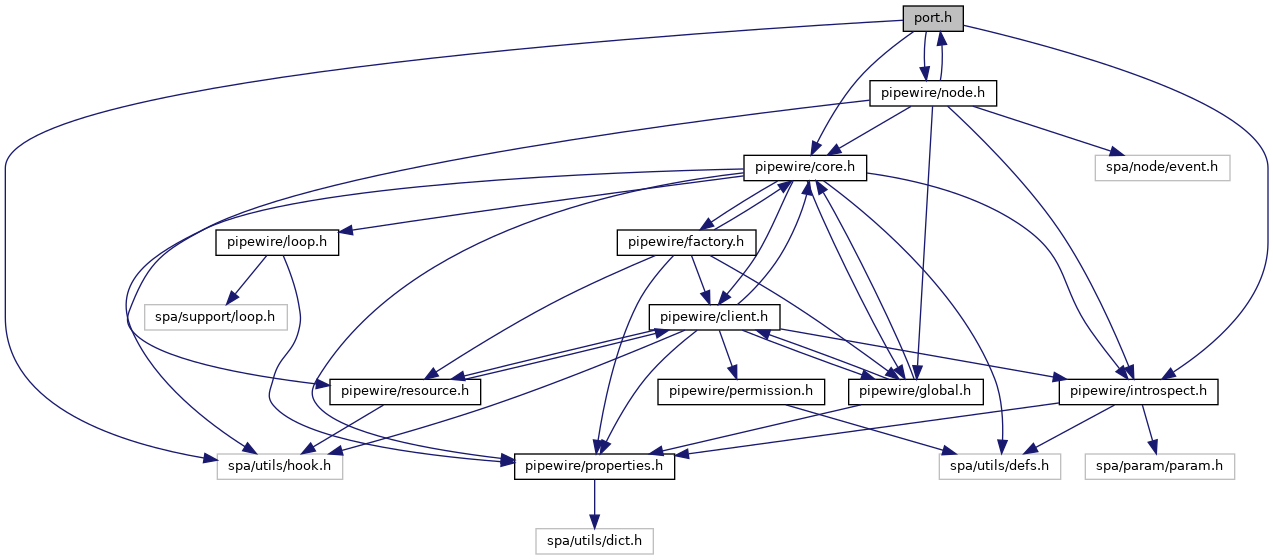 port.h
pipewire/node.h
pipewire/core.h
spa/node/event.h
pipewire/loop.h
pipewire/factory.h
spa/support/loop.h
pipewire/client.h
pipewire/resource.h
pipewire/permission.h
pipewire/global.h
pipewire/introspect.h
spa/utils/hook.h
pipewire/properties.h
spa/utils/defs.h
spa/param/param.h
spa/utils/dict.h